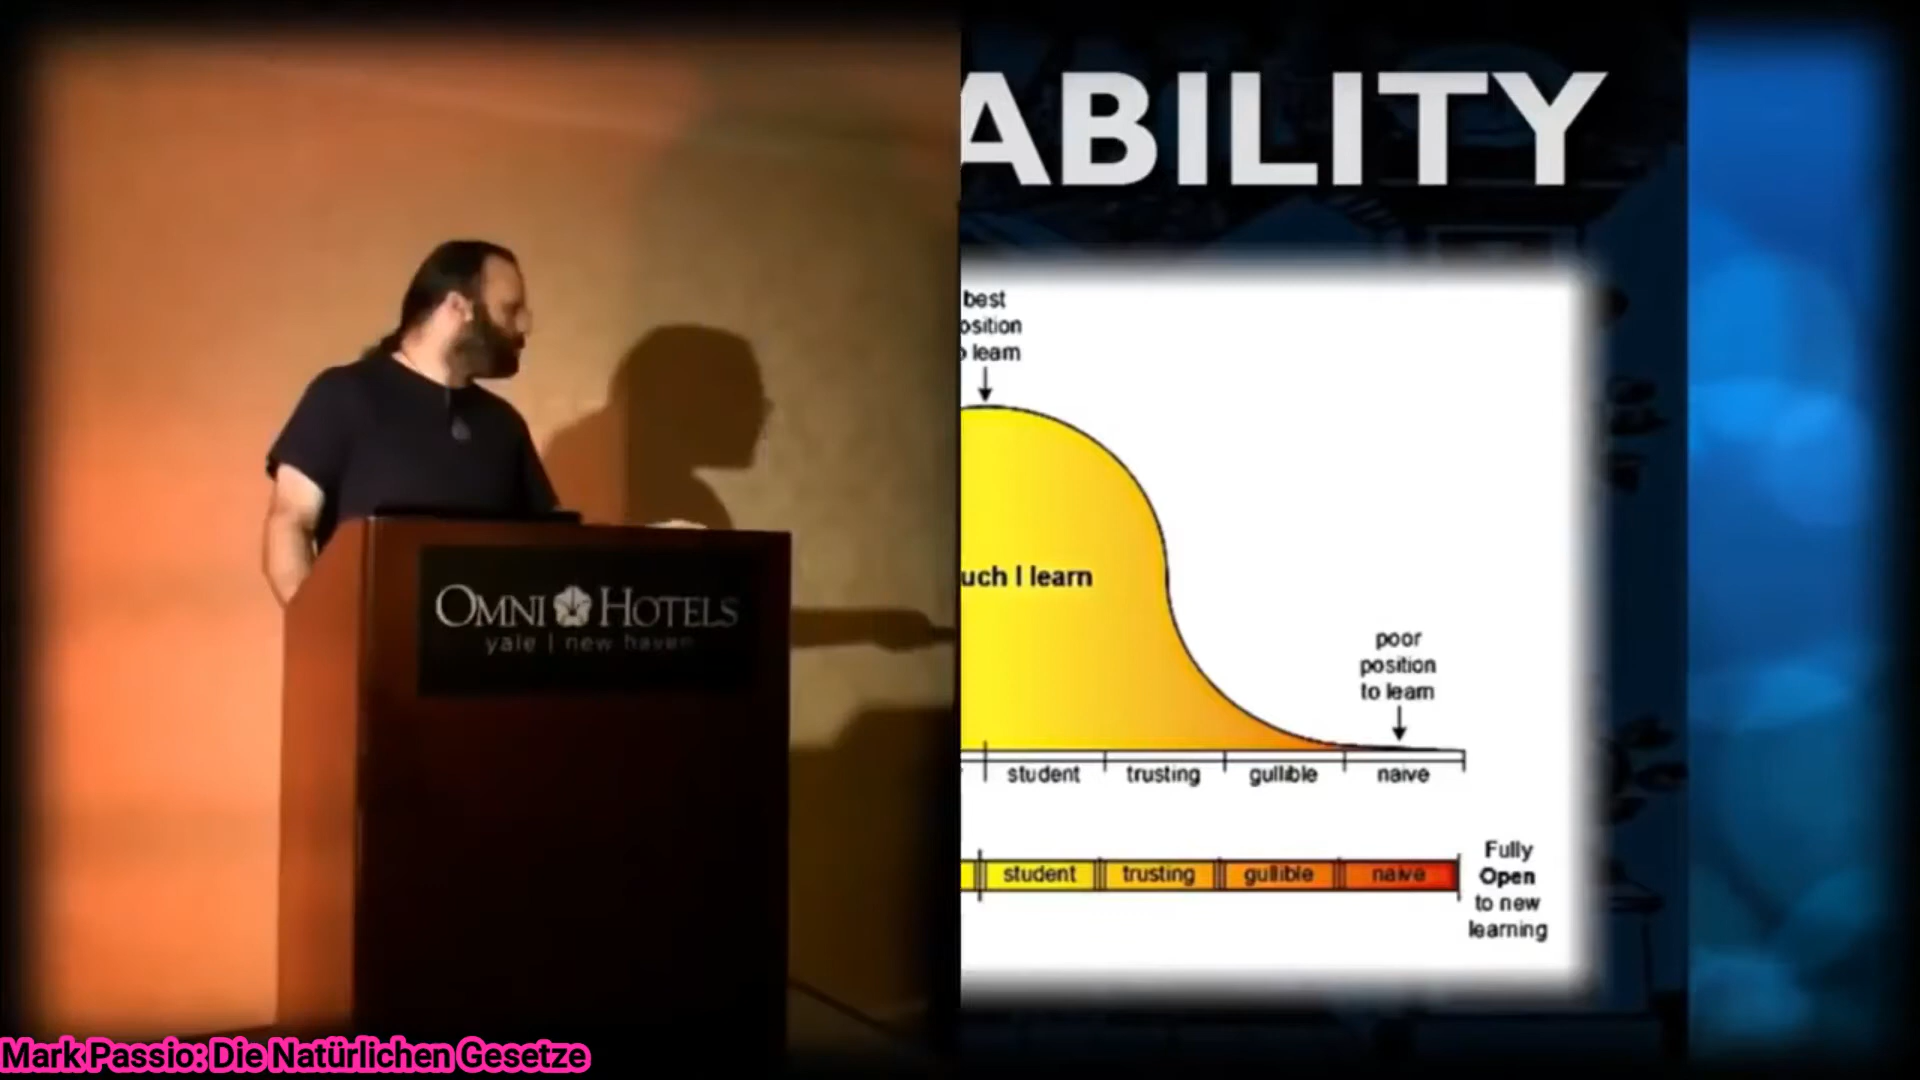 ABILITY
best
osition
o learn
uch I learn
poor
position
to learn
student trusting gullible naive
student trusting gullible naive
Fully
Open
to new
learning
OMNI HOTELS
yale | new haven
Mark Passio: Die Natürlichen Gesetze